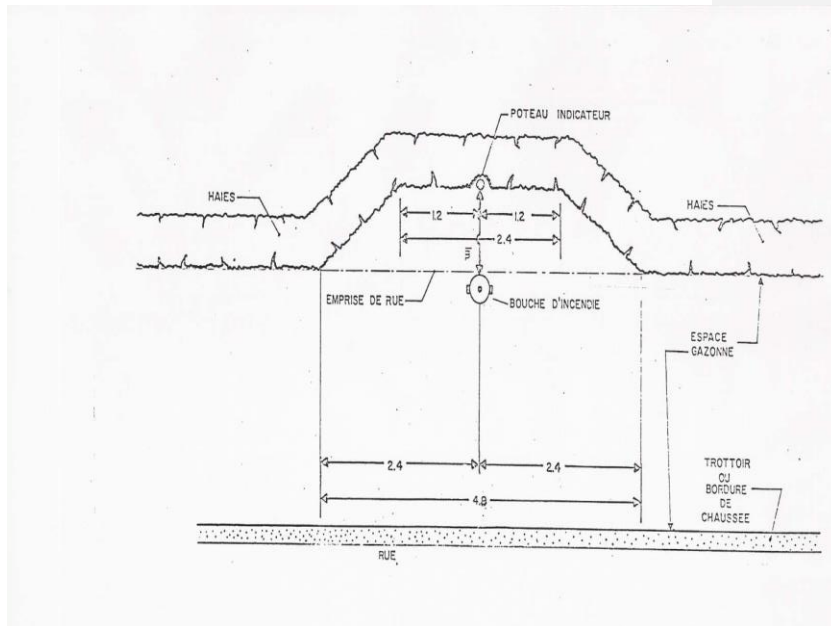 POTEAU INDICATEUR
HAIES
HAIES
1.2
1.2
2.4
1m
EMPRISE DE RUE
BOUCHE D'INCENDIE
ESPACE
GAZONNÉ
2.4
2.4
4.8
TROTTOIR
OU
BORDURE
DE
CHAUSSEE
RUE